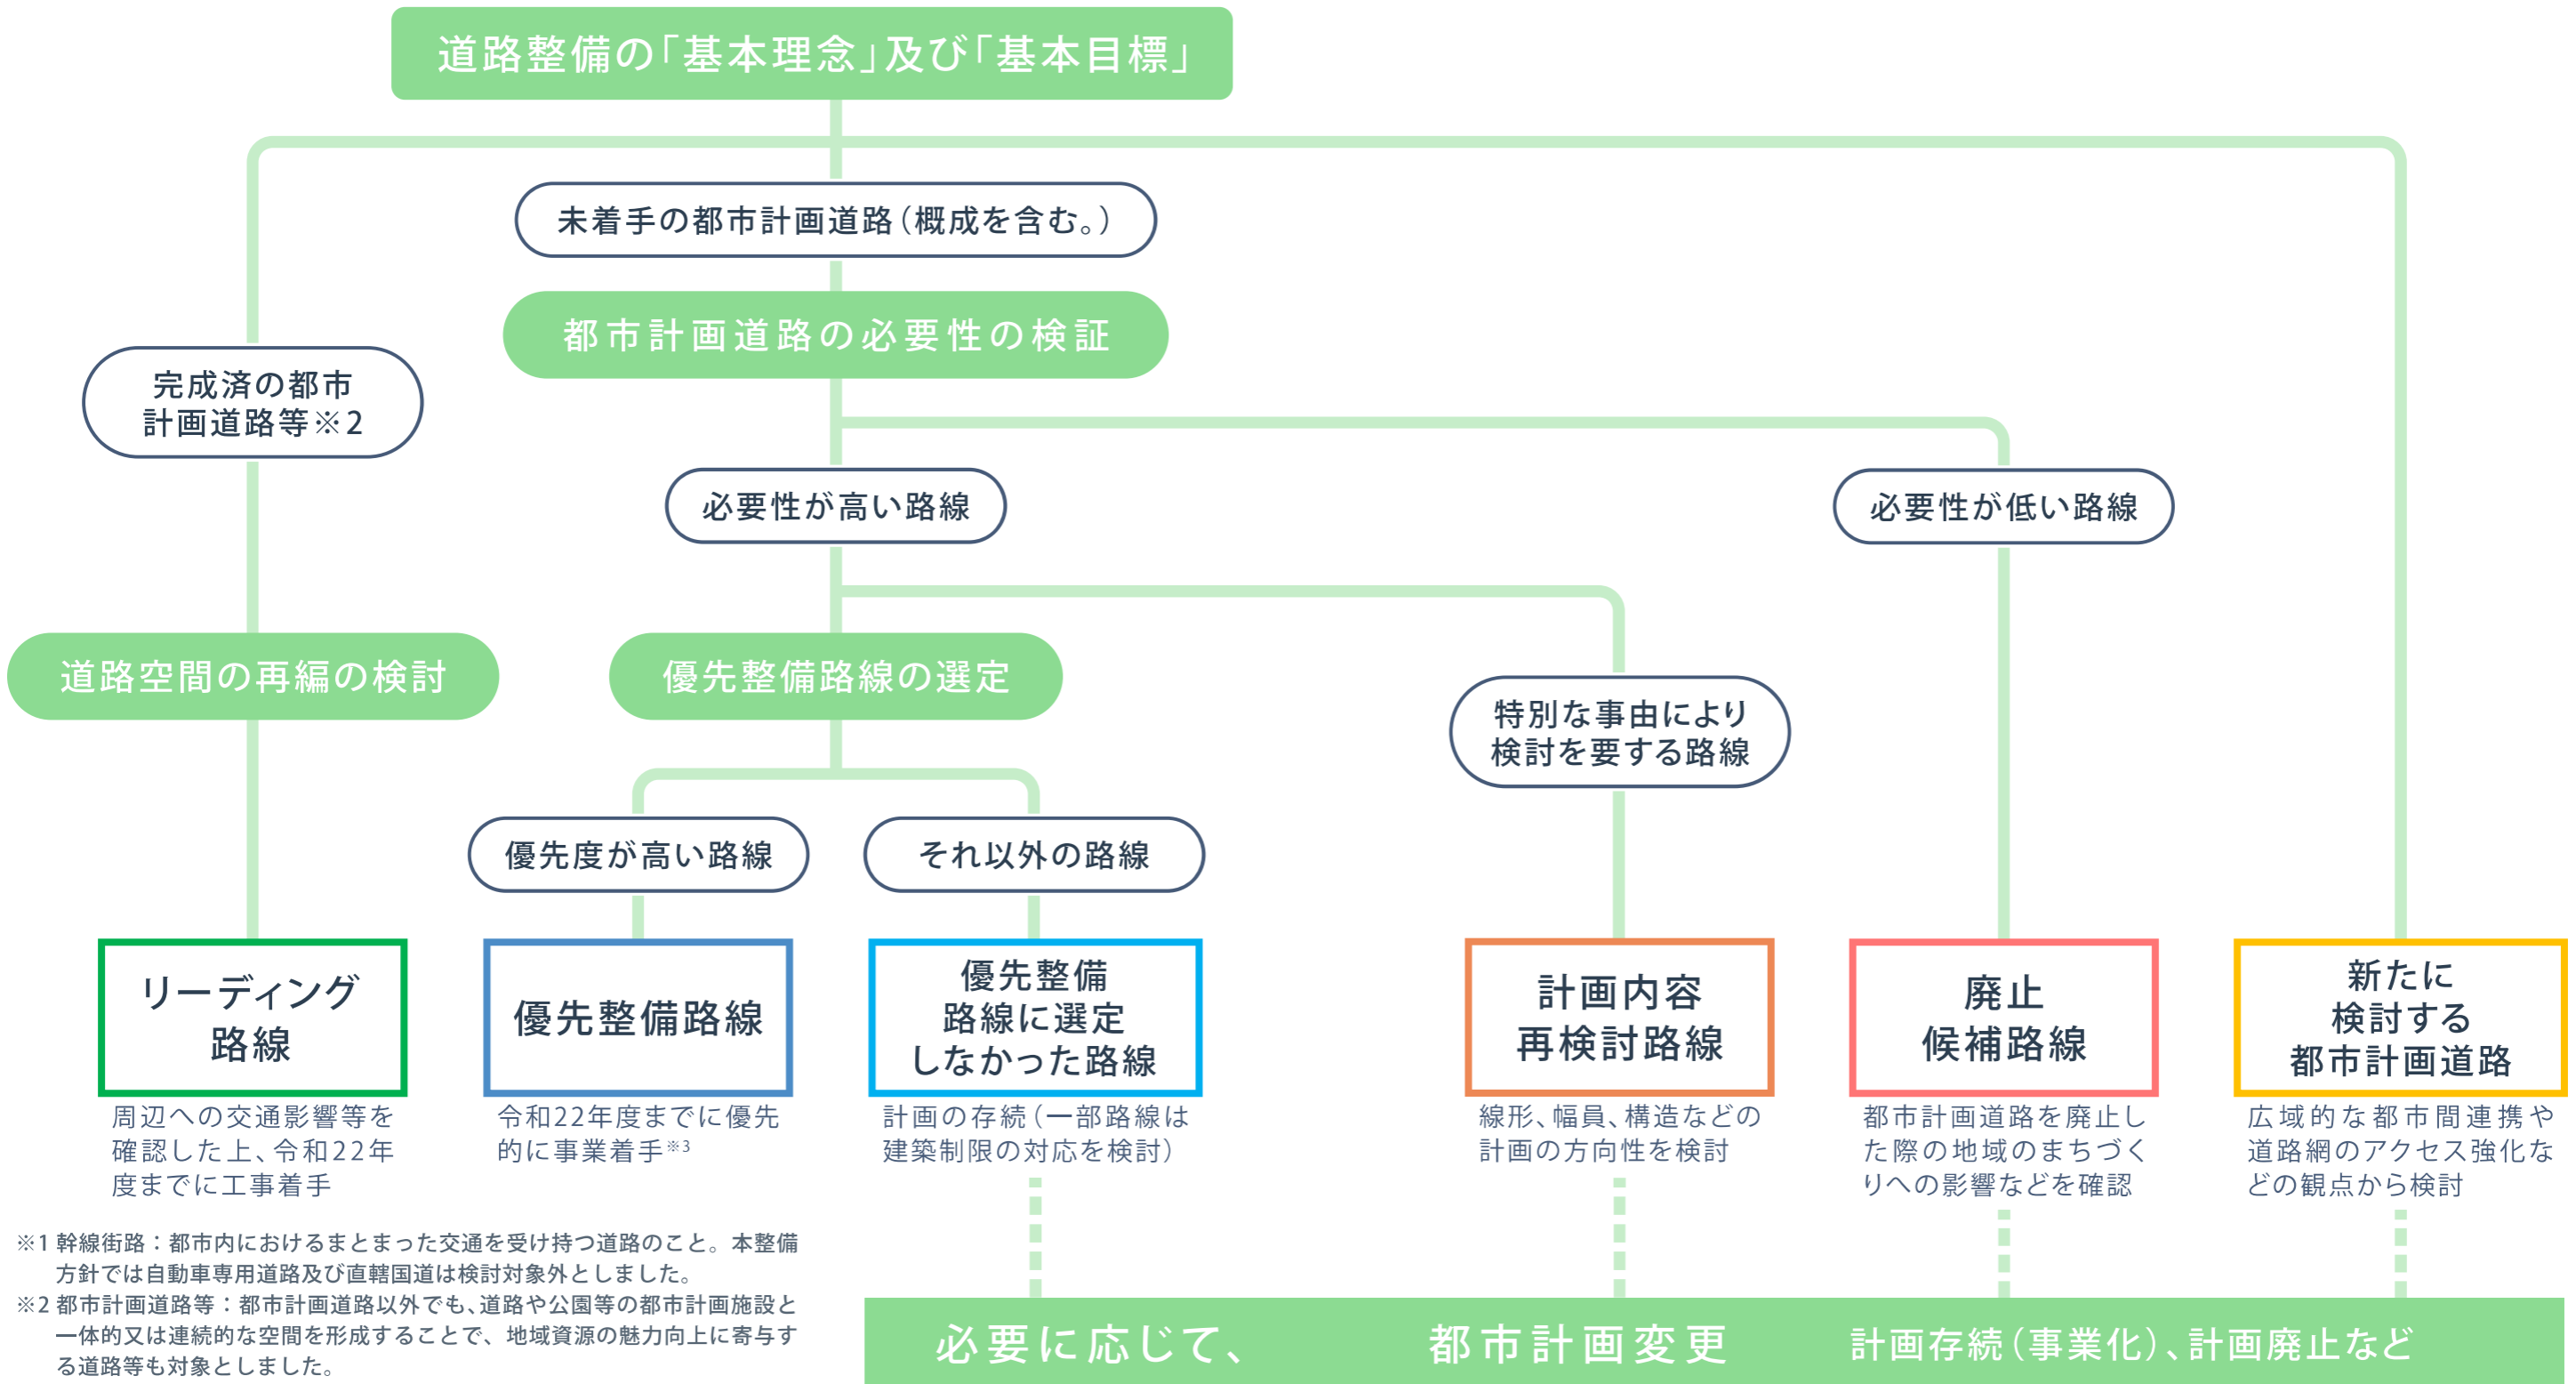 道路整備の「基本理念」及び「基本目標」
未着手の都市計画道路（概成を含む。）
都市計画道路の必要性の検証
完成済の都市
計画道路等※2
必要性が高い路線
必要性が低い路線
道路空間の再編の検討
優先整備路線の選定
特別な事由により
検討を要する路線
優先度が高い路線
それ以外の路線
リーディング
路線
周辺への交通影響等を
確認した上、令和22年
度までに工事着手
優先整備路線
令和22年度までに優先
的に事業着手※3
優先整備
路線に選定
しなかった路線
計画の存続（一部路線は
建築制限の対応を検討）
計画内容
再検討路線
線形、幅員、構造などの
計画の方向性を検討
廃止
候補路線
都市計画道路を廃止し
た際の地域のまちづく
りへの影響などを確認
新たに
検討する
都市計画道路
広域的な都市間連携や
道路網のアクセス強化な
どの観点から検討
※1 幹線街路：都市内におけるまとまった交通を受け持つ道路のこと。本整備
方針では自動車専用道路及び直轄国道は検討対象外としました。
※2 都市計画道路等：都市計画道路以外でも、道路や公園等の都市計画施設と
一体的又は連続的な空間を形成することで、地域資源の魅力向上に寄与す
る道路等も対象としました。
必要に応じて、 都市計画変更 計画存続（事業化）、計画廃止など